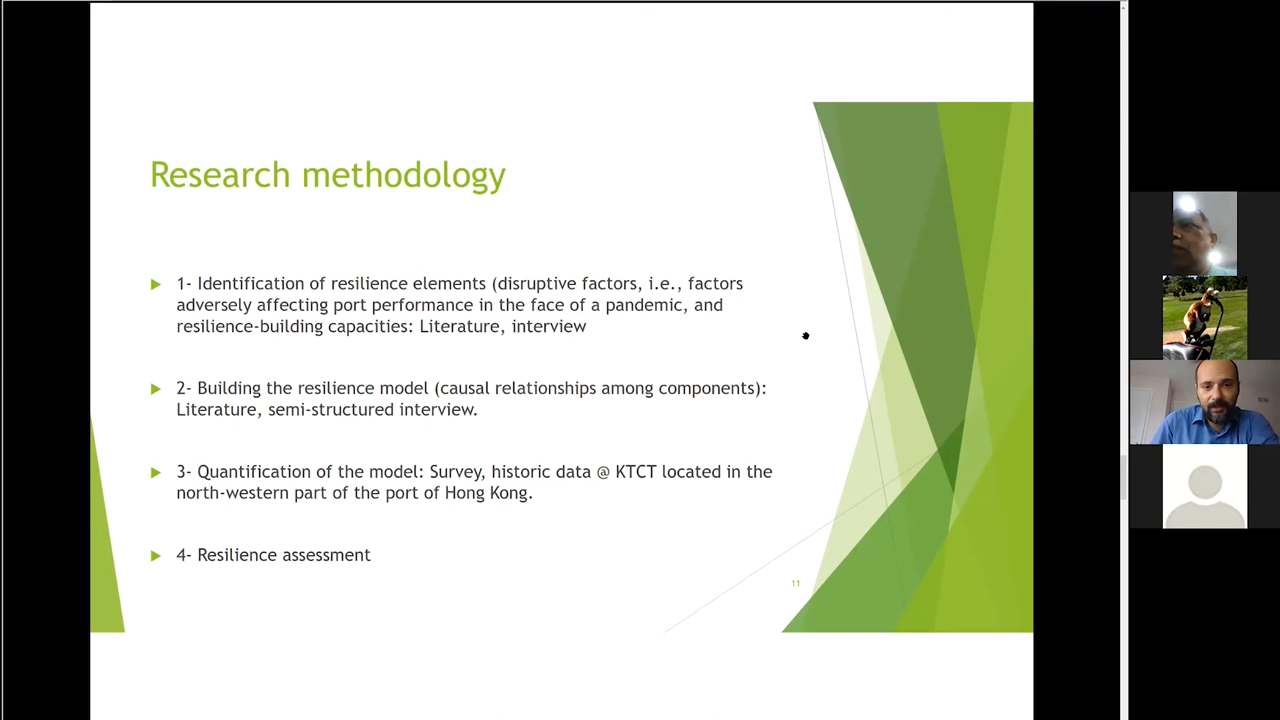 Research methodology
1- Identification of resilience elements (disruptive factors, i.e., factors
adversely affecting port performance in the face of a pandemic, and
resilience-building capacities: Literature, interview
2- Building the resilience model (causal relationships among components):
Literature, semi-structured interview.
3- Quantification of the model: Survey, historic data @ KTCT located in the
north-western part of the port of Hong Kong.
4- Resilience assessment
11